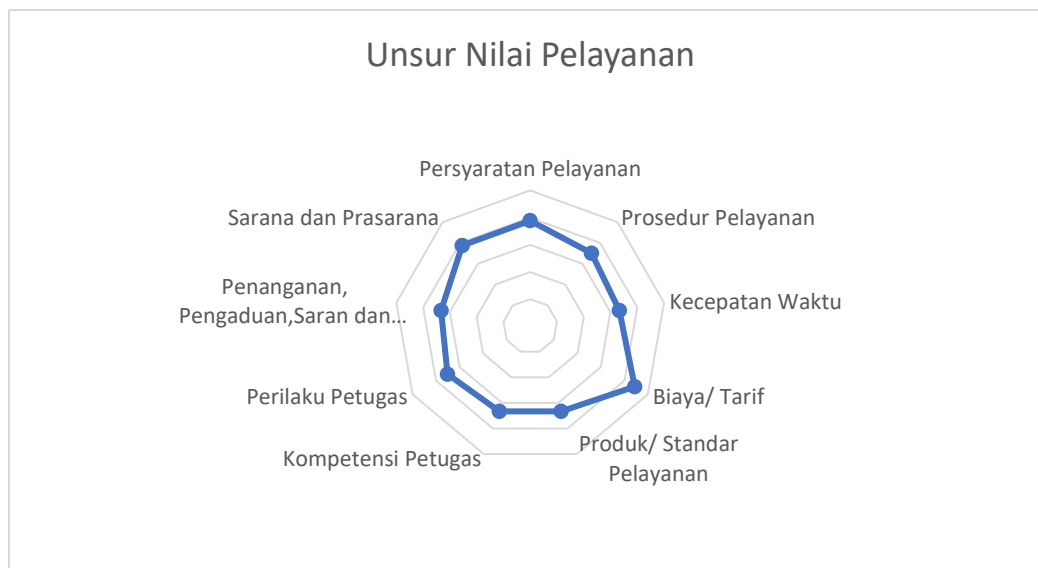 Unsur Nilai Pelayanan
Persyaratan Pelayanan
Prosedur Pelayanan
Kecepatan Waktu
Biaya/ Tarif
Produk/ Standar
Pelayanan
Kompetensi Petugas
Perilaku Petugas
Penanganan,
Pengaduan,Saran dan...
Sarana dan Prasarana